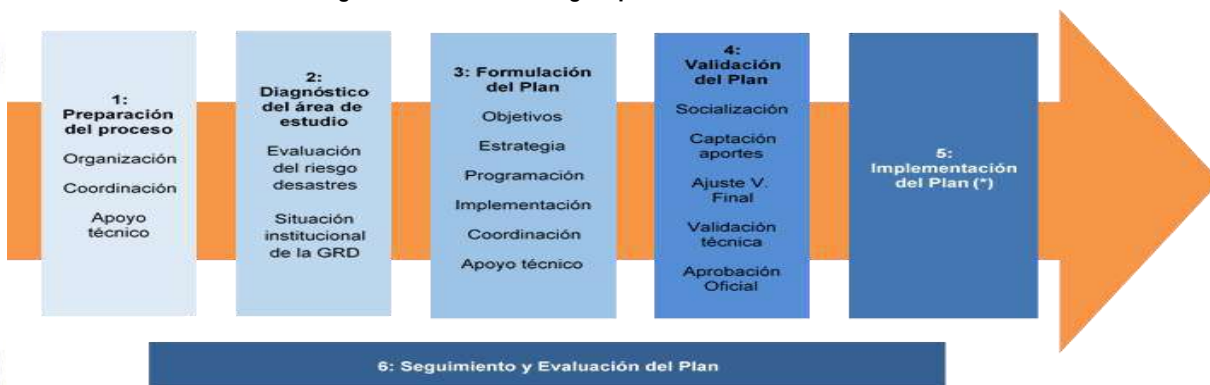 1:
Preparación
del proceso
Organización
Coordinación
Apoyo
técnico
2:
Diagnóstico
del área de
estudio
Evaluación
del riesgo
desastres
Situación
institucional
de la GRD
3: Formulación
del Plan
Objetivos
Estrategia
Programación
Implementación
Coordinación
Apoyo técnico
4:
Validación
del Plan
Socialización
Captación
aportes
Ajuste V.
Final
Validación
técnica
Aprobación
Oficial
5:
Implementación
del Plan (*)
6: Seguimiento y Evaluación del Plan